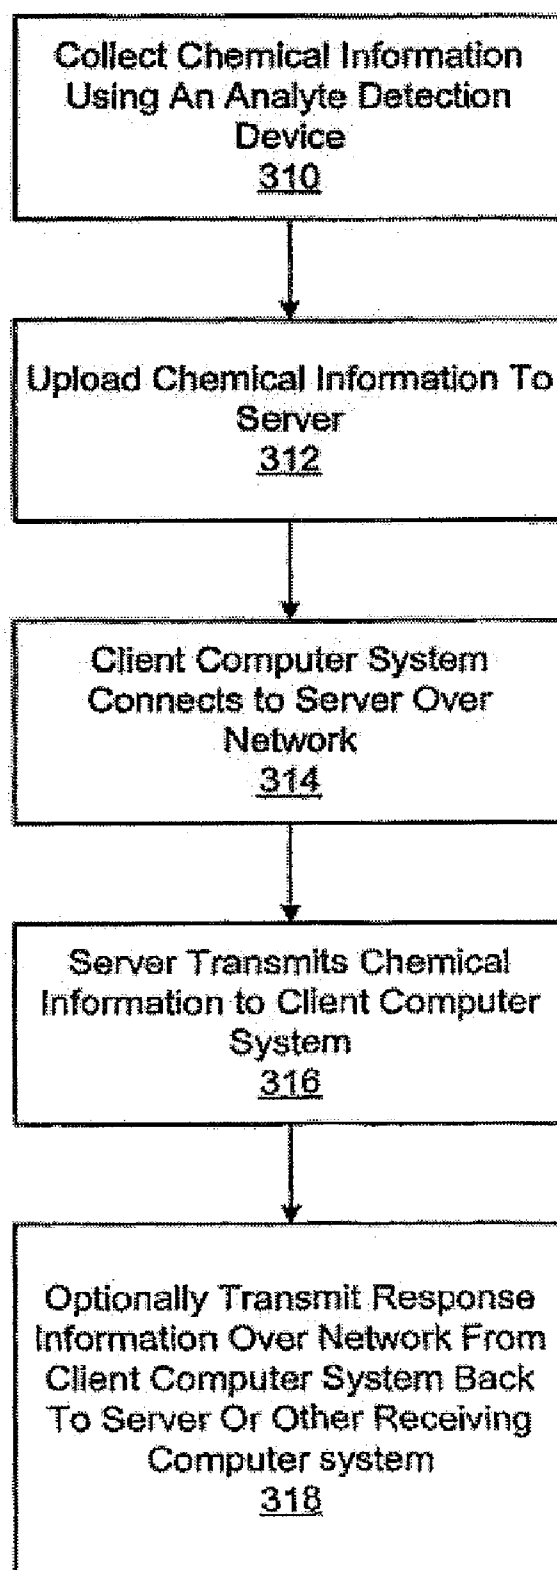 Collect Chemical Information
Using An Analyte Detection
Device
310
Upload Chemical Information To
Server
312
Client Computer System
Connects to Server Over
Network
314
Server Transmits Chemical
Information to Client Computer
System
316
Optionally Transmit Response
Information Over Network From
Client Computer System Back
To Server Or Other Receiving
Computer system
318